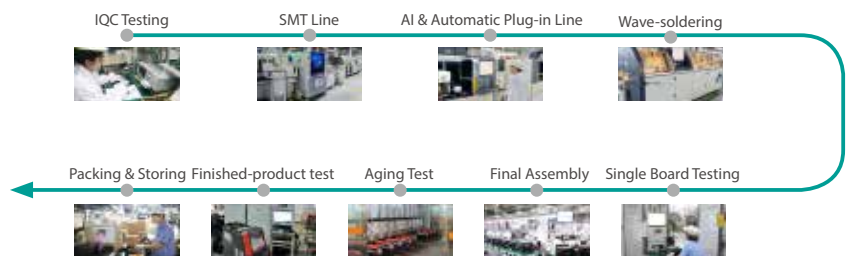 IQC Testing
SMT Line
AI & Automatic Plug-in Line
Wave-soldering
Packing & Storing
Finished-product test
Aging Test
Final Assembly
Single Board Testing